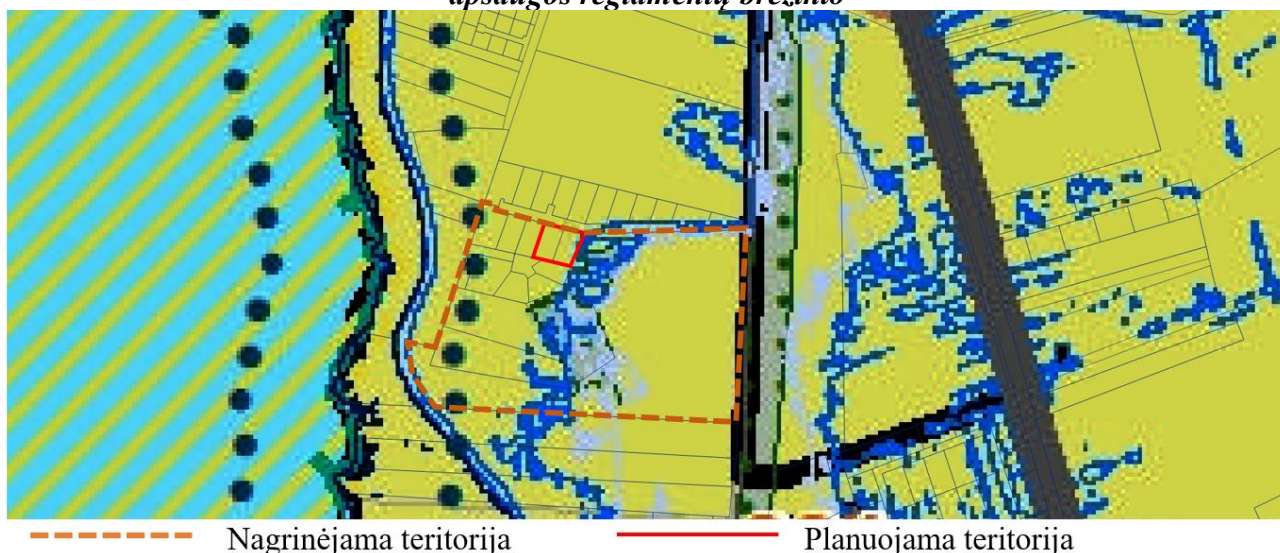 apsaugos reglamentų brėžinio
Nagrinėjama teritorija
Planuojama teritorija